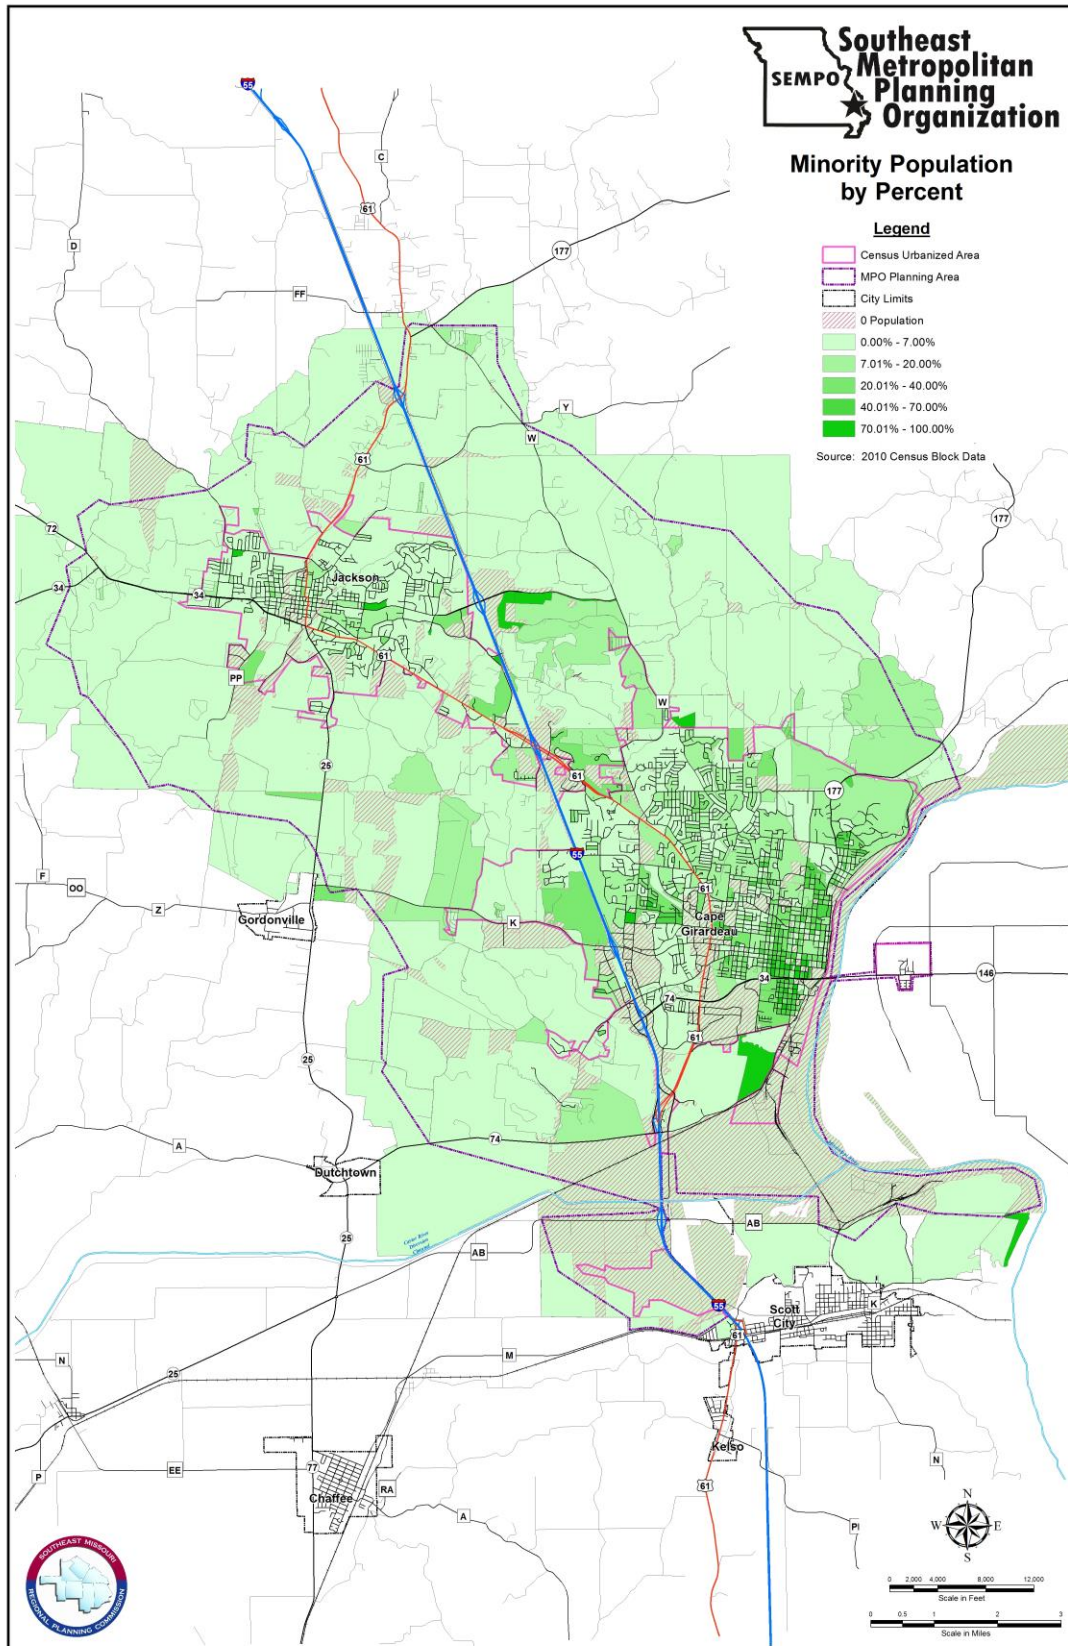 SEMPO
Southeast
Metropolitan
Planning
Organization
Minority Population
by Percent
Legend
Census Urbanized Area
MPO Planning Area
City Limits
0 Population
0.00% - 7.00%
7.01% - 20.00%
20.01% - 40.00%
40.01% - 70.00%
70.01% - 100.00%
Source: 2010 Census Block Data
55
C
61
D
177
FF
Y
W
61
177
72
34
Jackson
34
61
PP
W
25
61
177
55
F
OO
Z
Gordonville
K
61
Cape
Girardeau
34
146
74
61
25
A
74
Dutchtown
25
AB
AB
55
Scott
City
K
61
N
25
M
P
EE
77
Chaffee
RA
A
Kelso
61
N
N
W
E
S
0
2,000
4,000
8,000
12,000
Scale in Feet
0
0.5
1
2
3
Scale in Miles
SOUTHEAST MISSOURI
REGIONAL PLANNING COMMISSION